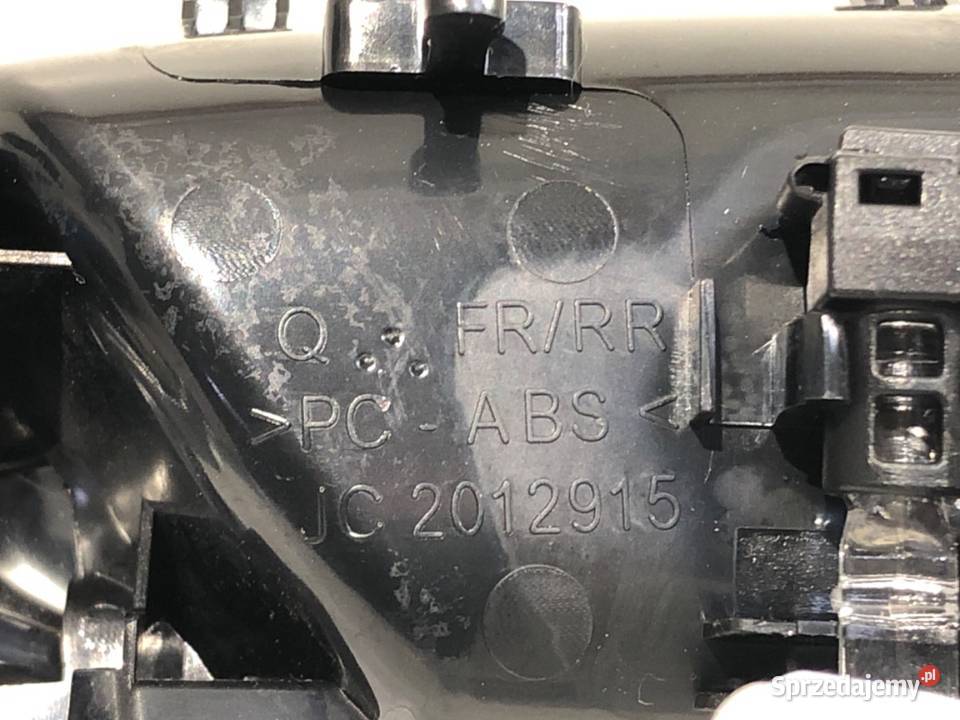 Q FR/RR
>PC - ABS<
JC 2012915
C
Sprzedajemy.pl